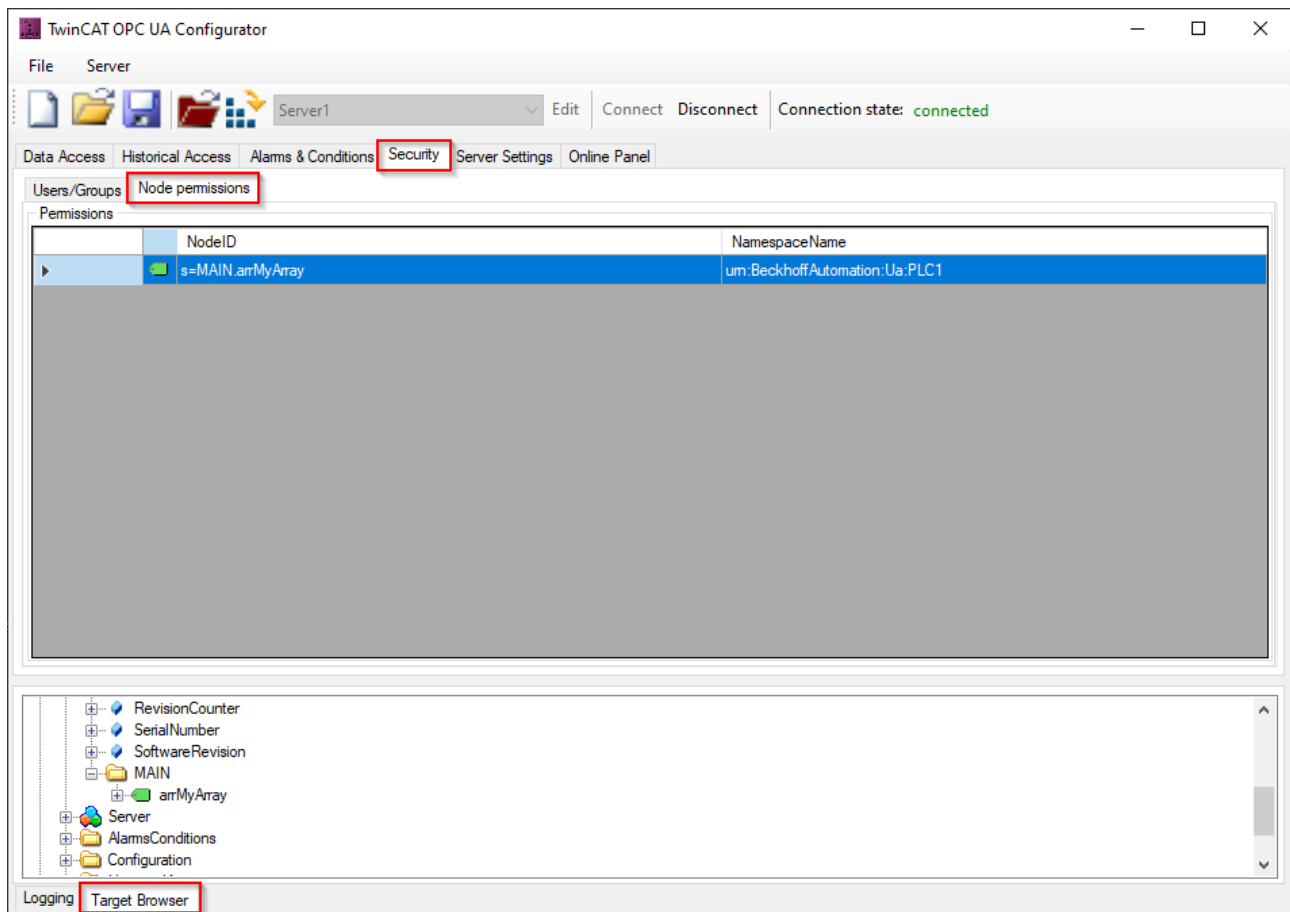 TwinCAT OPC UA Configurator
File Server
Server1 Edit Connect Disconnect Connection state: connected
Data Access Historical Access Alarms & Conditions Security Server Settings Online Panel
Users/Groups Node permissions
Permissions
NodeID NamespaceName
s=MAIN.arrMyArray urn:BeckhoffAutomation:Ua:PLC1
RevisionCounter
SerialNumber
SoftwareRevision
MAIN
arrMyArray
Server
AlarmsConditions
Configuration
Logging Target Browser